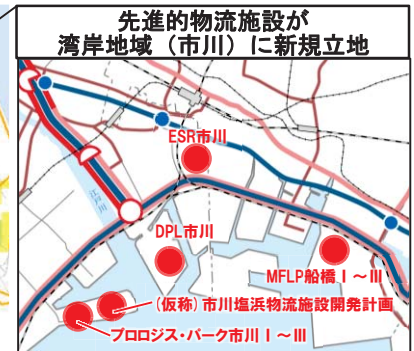 先進的物流施設が
湾岸地域（市川）に新規立地
ESR市川
江戸川
DPL市川
MFLP船橋Ⅰ～Ⅲ
(仮称)市川塩浜物流施設開発計画
プロロジス・パーク市川Ⅰ～Ⅲ